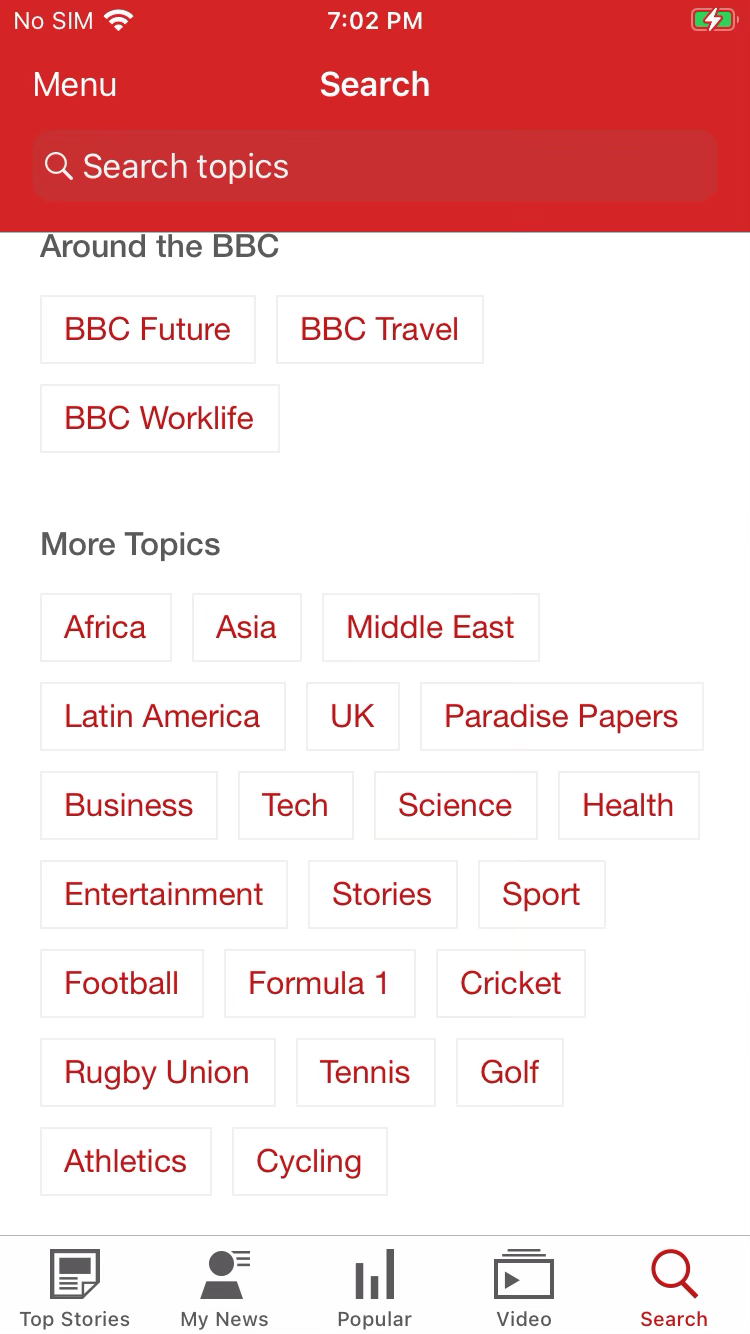 No SIM 7:02 PM
Menu Search
Search topics
Around the BBC
BBC Future BBC Travel
BBC Worklife
More Topics
Africa Asia Middle East
Latin America UK Paradise Papers
Business Tech Science Health
Entertainment Stories Sport
Football Formula 1 Cricket
Rugby Union Tennis Golf
Athletics Cycling
Top Stories My News Popular Video Search